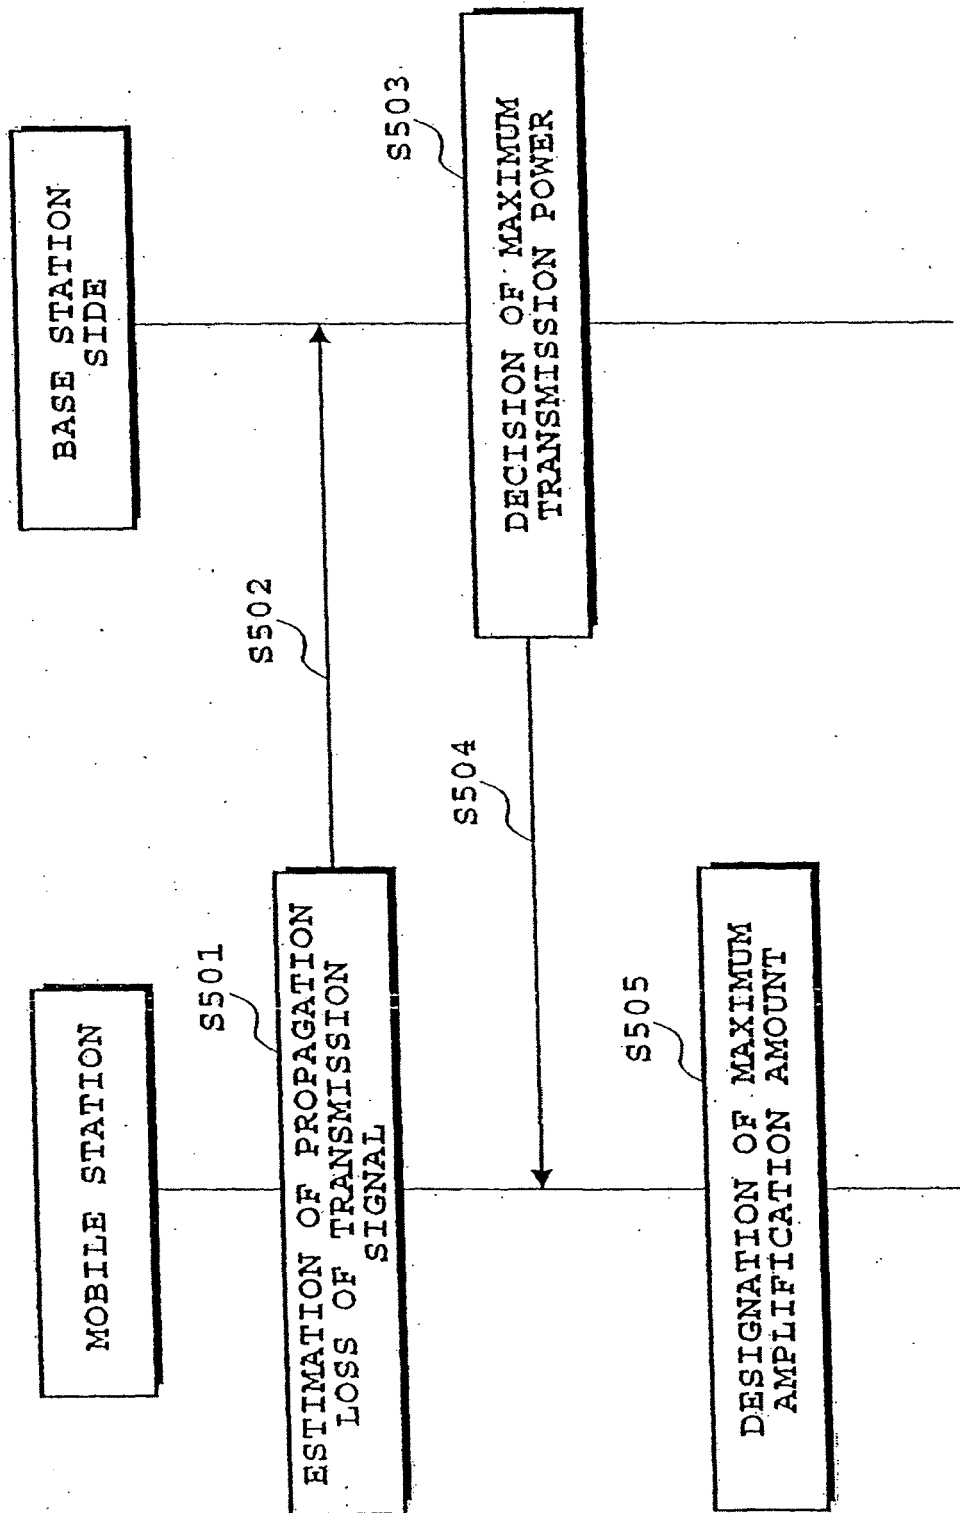 MOBILE STATION
BASE STATION
SIDE
S501
ESTIMATION OF PROPAGATION
LOSS OF TRANSMISSION
SIGNAL
S502
S503
DECISION OF MAXIMUM
TRANSMISSION POWER
S504
S505
DESIGNATION OF MAXIMUM
AMPLIFICATION AMOUNT